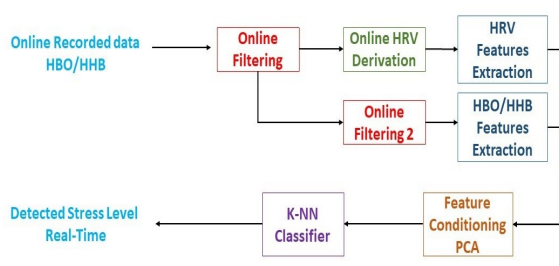 Online Recorded data
HBO/HHB
Online
Filtering
Online HRV
Derivation
HRV
Features
Extraction
Online
Filtering 2
HBO/HHB
Features
Extraction
Detected Stress Level
Real-Time
K-NN
Classifier
Feature
Conditioning
PCA